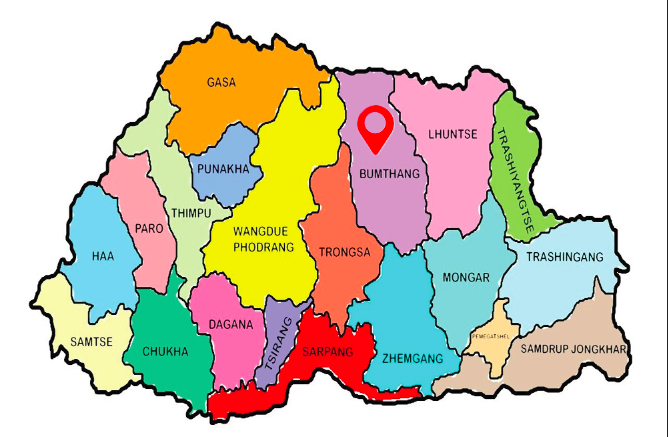 GASA
PUNAKHA
LHUNTSE
TRASHIYANGTSE
BUMTHANG
THIMPU
PARO
WANGDUE
PHODRANG
TRONGSA
HAA
MONGAR
TRASHINGANG
SAMTSE
CHUKHA
DAGANA
TSIRANG
SARPANG
ZHEMGANG
PEMEGATSHEL
SAMDRUP JONGKHAR